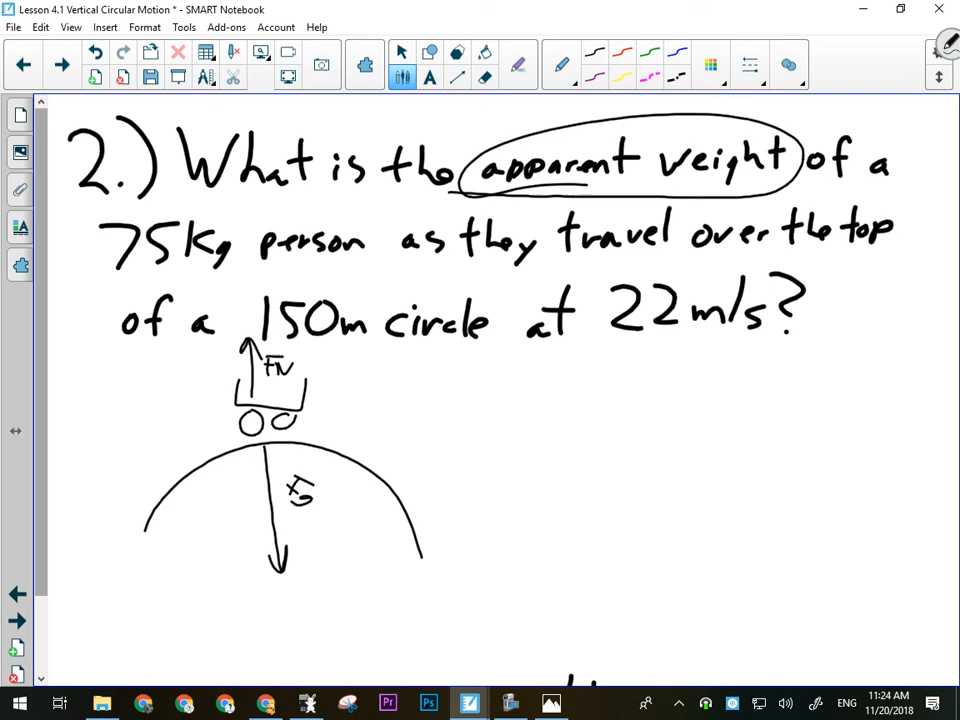 Lesson 4.1 Vertical Circular Motion * - SMART Notebook
File Edit View Insert Format Tools Add-ons Account Help
2.) What is the apparent weight of a
75kg person as they travel over the top
of a 150m circle at 22m/s?
FN
Fg
Pr Ps ENG 11:24 AM
11/20/2018